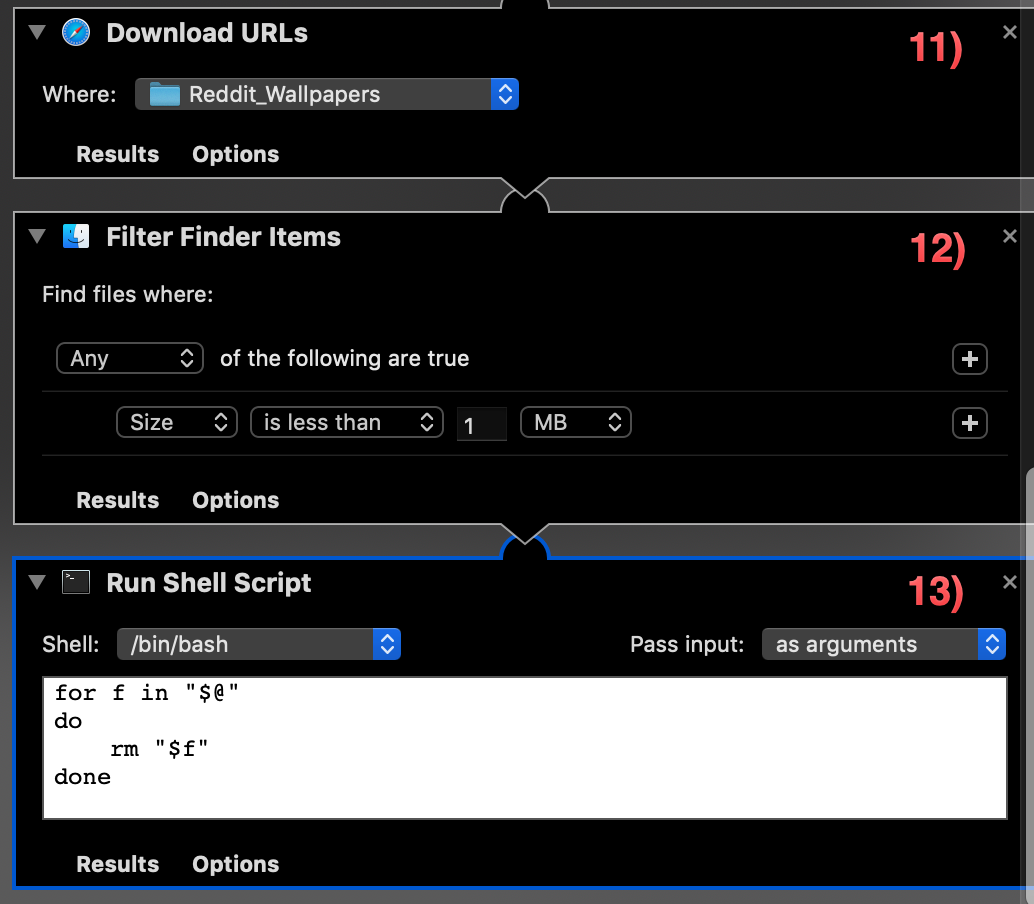 Download URLs
11)
Where: Reddit_Wallpapers
Results Options
Filter Finder Items
12)
Find files where:
Any of the following are true
Size is less than 1 MB
Results Options
Run Shell Script
13)
Shell: /bin/bash Pass input: as arguments
for f in "$@"
do
    rm "$f"
done
Results Options